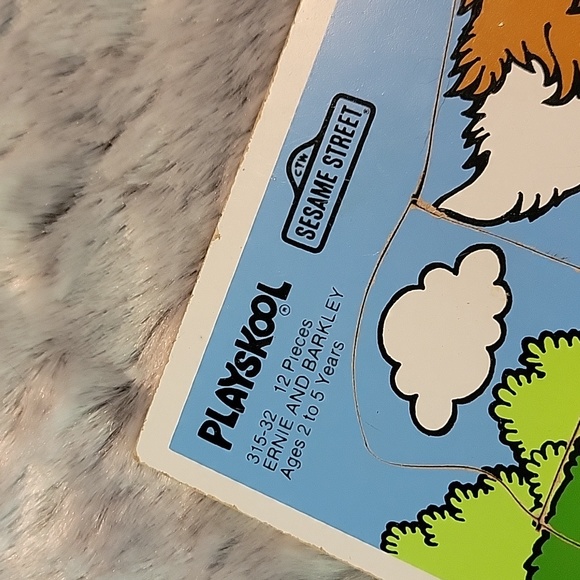 CTW
SESAME STREET
PLAYSKOOL®
315-32 12 Pieces
ERNIE AND BARKLEY
Ages 2 to 5 Years